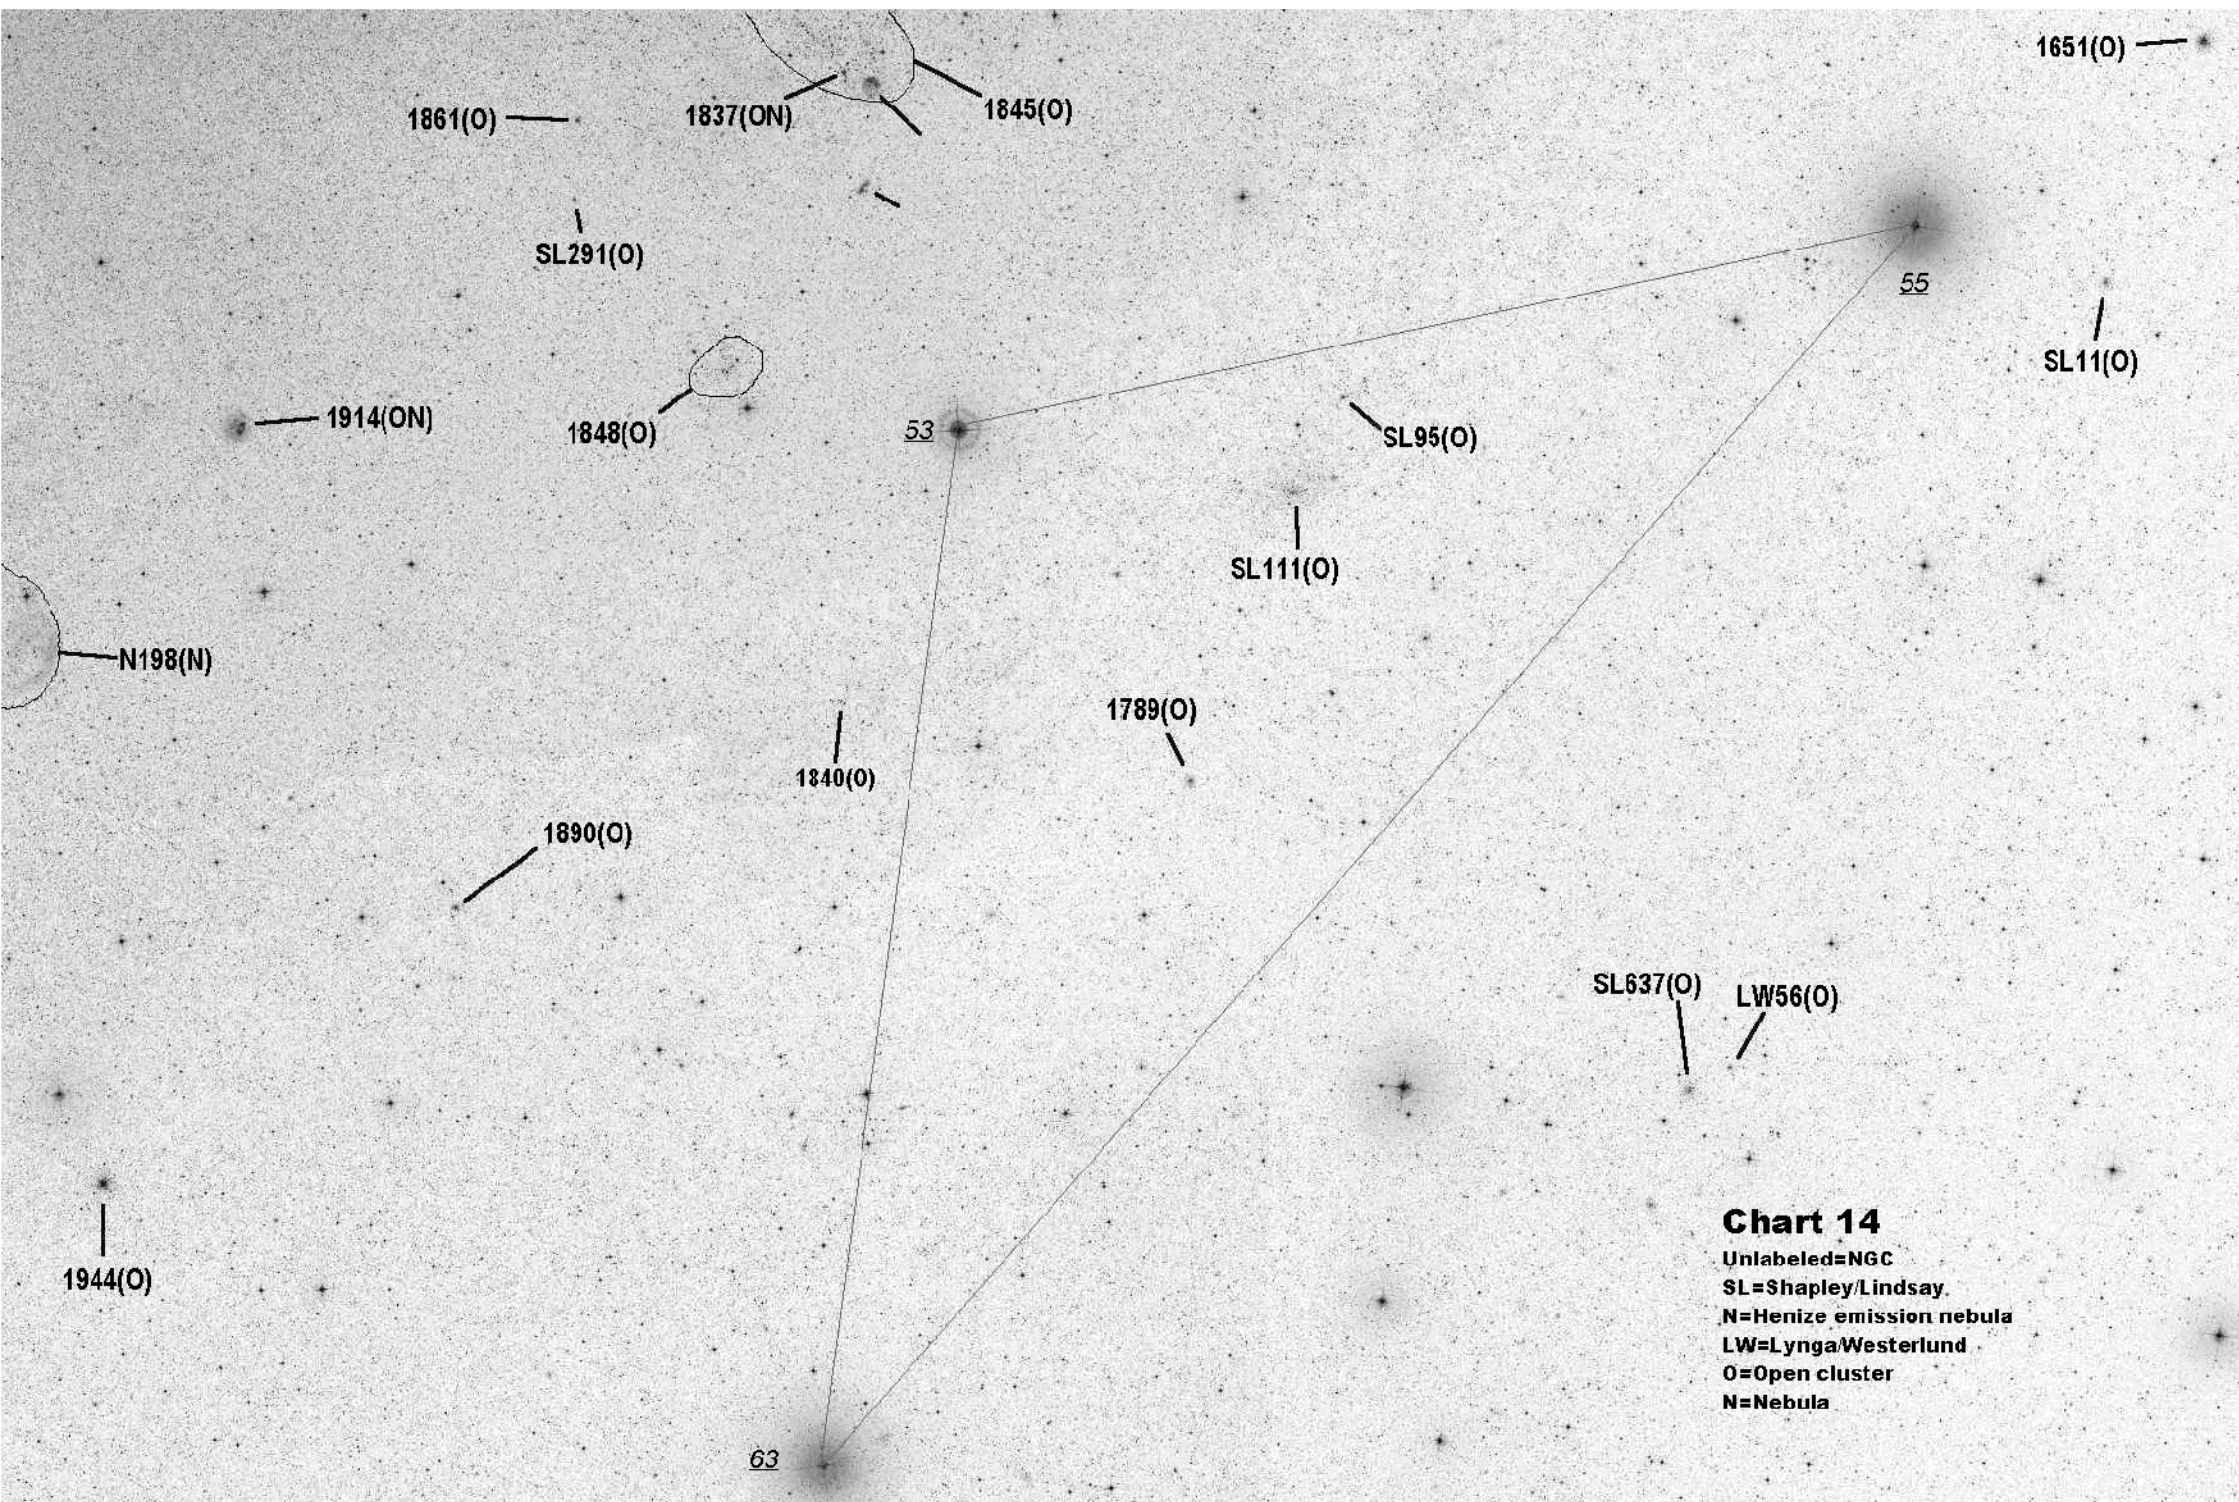 1651(O)
1861(O)
1837(ON)
1845(O)
SL291(O)
55
SL11(O)
1914(ON)
1848(O)
53
SL95(O)
SL111(O)
N198(N)
1789(O)
1840(O)
1890(O)
SL637(O)
LW56(O)
1944(O)
63
Chart 14
Unlabeled=NGC
SL=Shapley/Lindsay
N=Henize emission nebula
LW=Lynga/Westerlund
O=Open cluster
N=Nebula